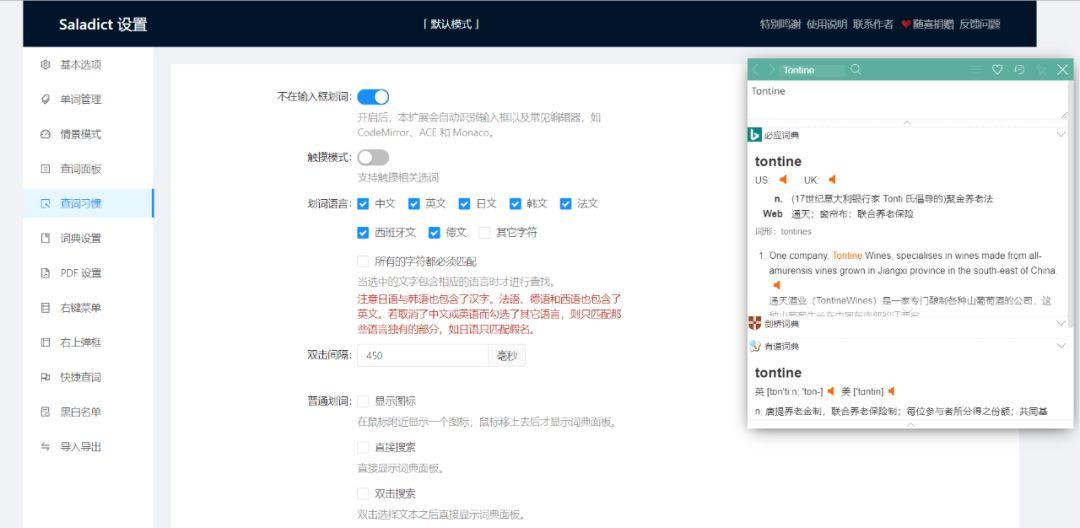 Saladict 设置
「 默认模式 」
特别鸣谢 使用说明 联系作者 随喜捐赠 反馈问题
基本选项
单词管理
情景模式
查词面板
查词习惯
词典设置
PDF 设置
右键菜单
右上弹框
快捷查词
黑白名单
导入导出
不在输入框划词:
开启后，本扩展会自动识别输入框以及常见编辑器，如
CodeMirror、ACE 和 Monaco。
触摸模式:
支持触摸相关选词
划词语言: 中文 英文 日文 韩文 法文
西班牙文 德文 其它字符
所有的字符都必须匹配
当选中的文字包含相应的语言时才进行查找。
注意日语与韩语也包含了汉字。法语、德语和西语也包含了
英文。若取消了中文或英语而勾选了其它语言，则只匹配那
些语言独有的部分，如日语只匹配假名。
双击间隔: 450 毫秒
普通划词: 显示图标
在鼠标附近显示一个图标，鼠标移上去后才显示词典面板。
直接搜索
直接显示词典面板。
双击搜索
双击选择文本之后直接显示词典面板。
Tontine
Tontine
必应词典
tontine
US: UK:
n. (17世纪意大利银行家 Tonti 氏倡导的)聚金养老法
Web 通天；窗帘布；联合养老保险
词形：tontines
1. One company, Tontine Wines, specialises in wines made from all-
amurensis vines grown in Jiangxi province in the south-east of China.
通天酒业（TontineWines）是一家专门酿制各种山葡萄酒的公司，这
剑桥词典
有道词典
tontine
英 [tɒn'ti:n; 'tɒn-] 美 ['tɑntin]
n. 唐提养老金制，联合养老保险制；每位参与者所分得之份额；共同基